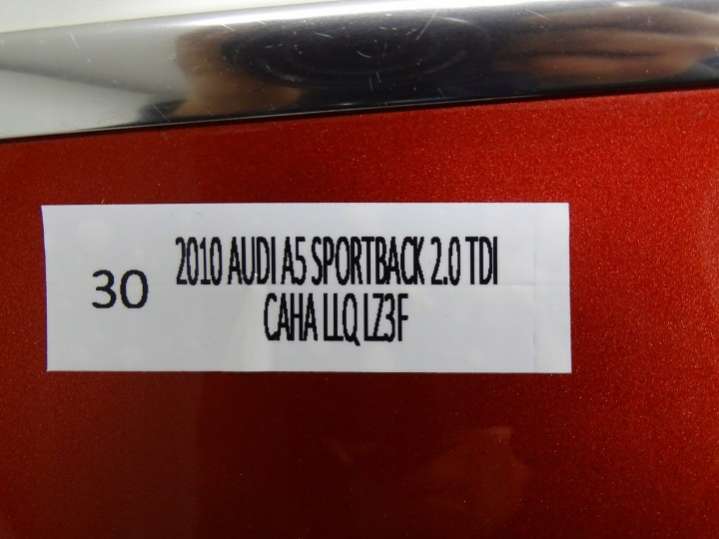 30
2010 AUDI A5 SPORTBACK 2.0 TDI
CAHA LLQ LZ3F